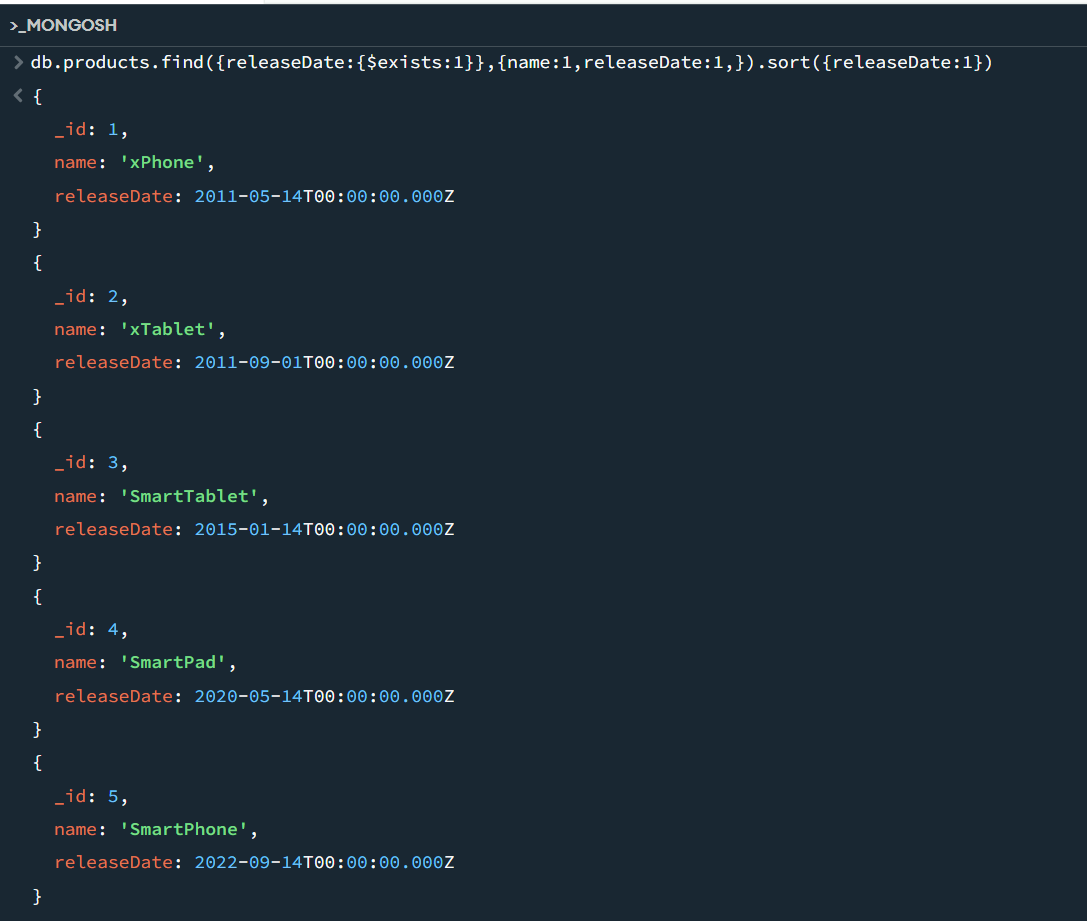 >_MONGOSH
> db.products.find({releaseDate:{$exists:1}},{name:1,releaseDate:1,}).sort({releaseDate:1})
< {
_id: 1,
name: 'xPhone',
releaseDate: 2011-05-14T00:00:00.000Z
}
{
_id: 2,
name: 'xTablet',
releaseDate: 2011-09-01T00:00:00.000Z
}
{
_id: 3,
name: 'SmartTablet',
releaseDate: 2015-01-14T00:00:00.000Z
}
{
_id: 4,
name: 'SmartPad',
releaseDate: 2020-05-14T00:00:00.000Z
}
{
_id: 5,
name: 'SmartPhone',
releaseDate: 2022-09-14T00:00:00.000Z
}